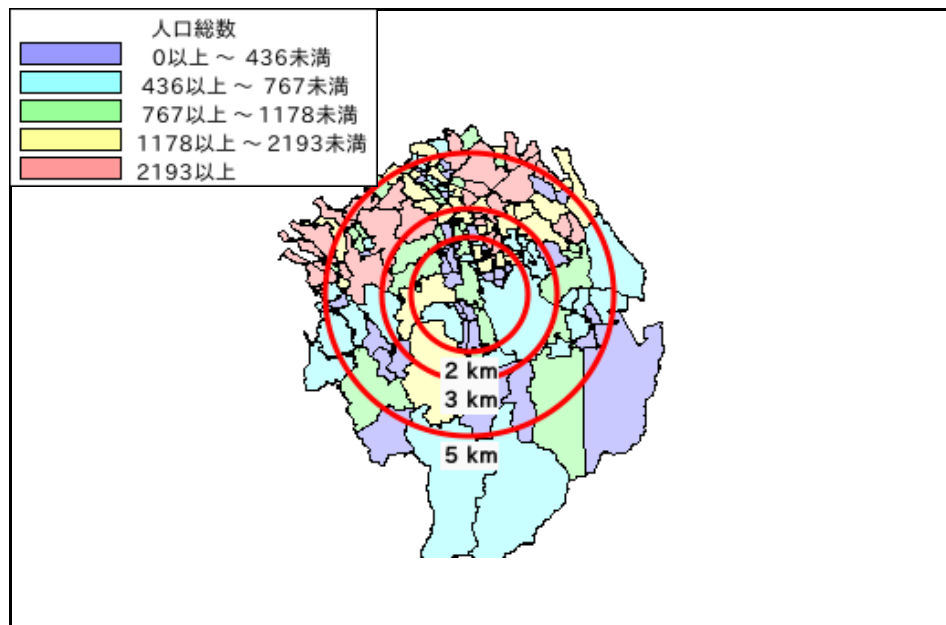 人口総数
0以上 ～ 436未満
436以上 ～ 767未満
767以上 ～ 1178未満
1178以上 ～ 2193未満
2193以上
2 km
3 km
5 km